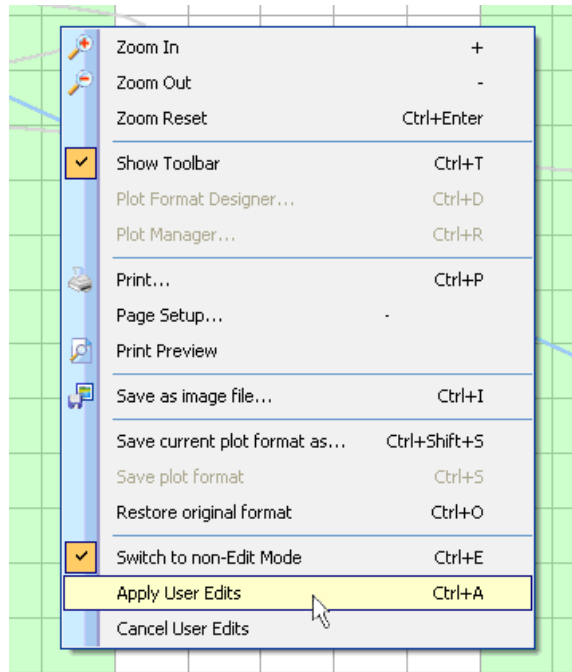 Zoom In +
Zoom Out -
Zoom Reset Ctrl+Enter
Show Toolbar Ctrl+T
Plot Format Designer... Ctrl+D
Plot Manager... Ctrl+R
Print... Ctrl+P
Page Setup... -
Print Preview
Save as image file... Ctrl+I
Save current plot format as... Ctrl+Shift+S
Save plot format Ctrl+S
Restore original format Ctrl+O
Switch to non-Edit Mode Ctrl+E
Apply User Edits Ctrl+A
Cancel User Edits